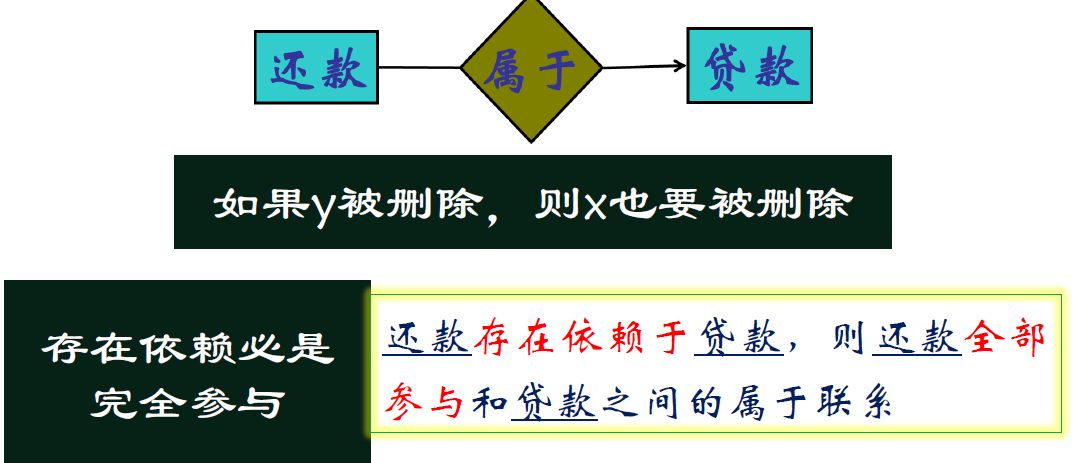 还款 属于 贷款
如果y被删除，则x也要被删除
存在依赖必是
完全参与
还款存在依赖于贷款，则还款全部
参与和贷款之间的属于联系